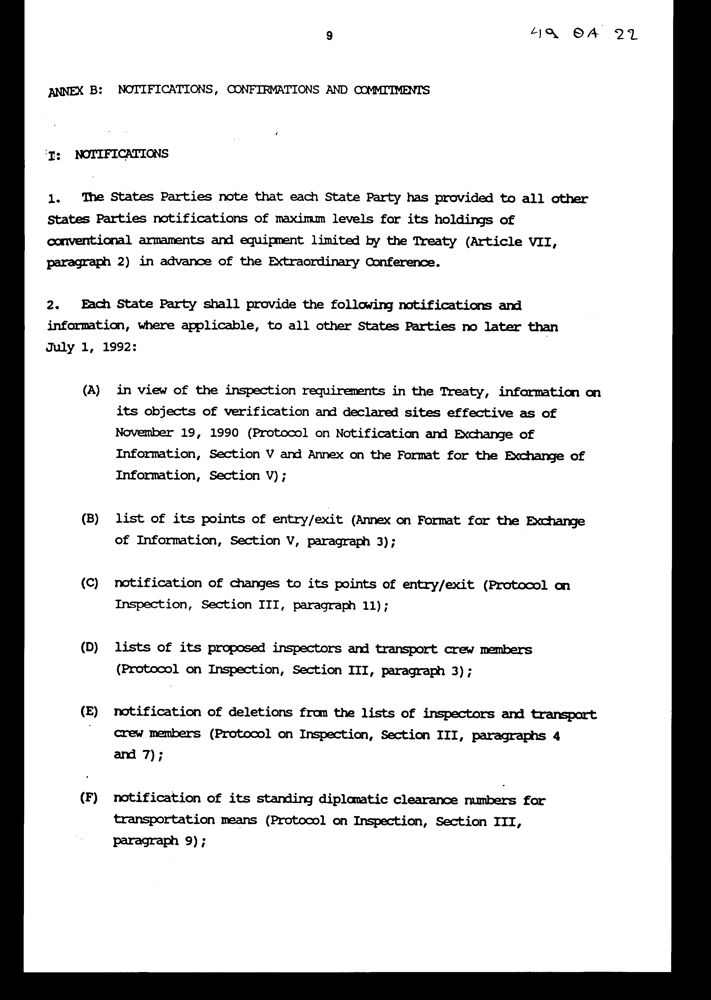 9
ANNEX B: NOTIFICATIONS, CONFIRMATIONS AND COMMITMENTS
I: NOTIFICATIONS
1. The States Parties note that each State Party has provided to all other
States Parties notifications of maximum levels for its holdings of
conventional armaments and equipment limited by the Treaty (Article VII,
paragraph 2) in advance of the Extraordinary Conference.
2. Each State Party shall provide the following notifications and
information, where applicable, to all other States Parties no later than
July 1, 1992:
(A) in view of the inspection requirements in the Treaty, information on
its objects of verification and declared sites effective as of
November 19, 1990 (Protocol on Notification and Exchange of
Information, Section V and Annex on the Format for the Exchange of
Information, Section V);
(B) list of its points of entry/exit (Annex on Format for the Exchange
of Information, Section V, paragraph 3);
(C) notification of changes to its points of entry/exit (Protocol on
Inspection, Section III, paragraph 11);
(D) lists of its proposed inspectors and transport crew members
(Protocol on Inspection, Section III, paragraph 3);
(E) notification of deletions from the lists of inspectors and transport
crew members (Protocol on Inspection, Section III, paragraphs 4
and 7);
(F) notification of its standing diplomatic clearance numbers for
transportation means (Protocol on Inspection, Section III,
paragraph 9);